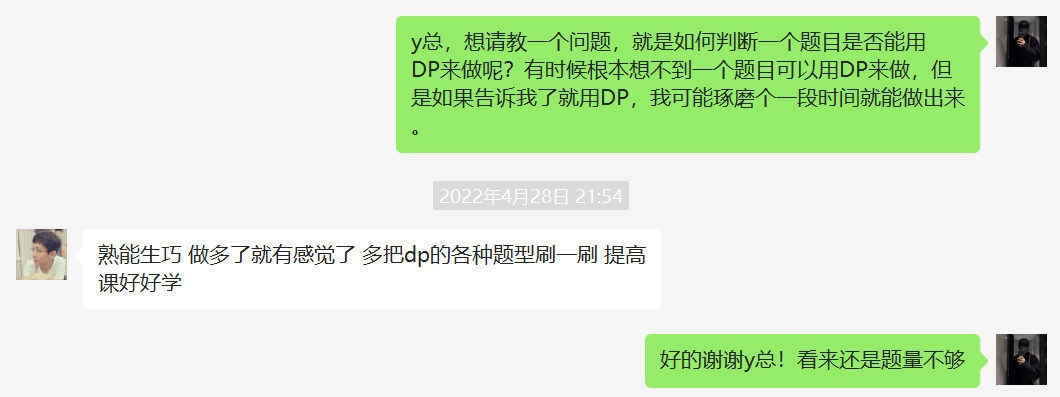 y总，想请教一个问题，就是如何判断一个题目是否能用
DP来做呢？有时候根本想不到一个题目可以用DP来做，但
是如果告诉我了就用DP，我可能琢磨个一段时间就能做出来
。
2022年4月28日 21:54
熟能生巧 做多了就有感觉了 多把dp的各种题型刷一刷 提高
课好好学
好的谢谢y总！看来还是题量不够